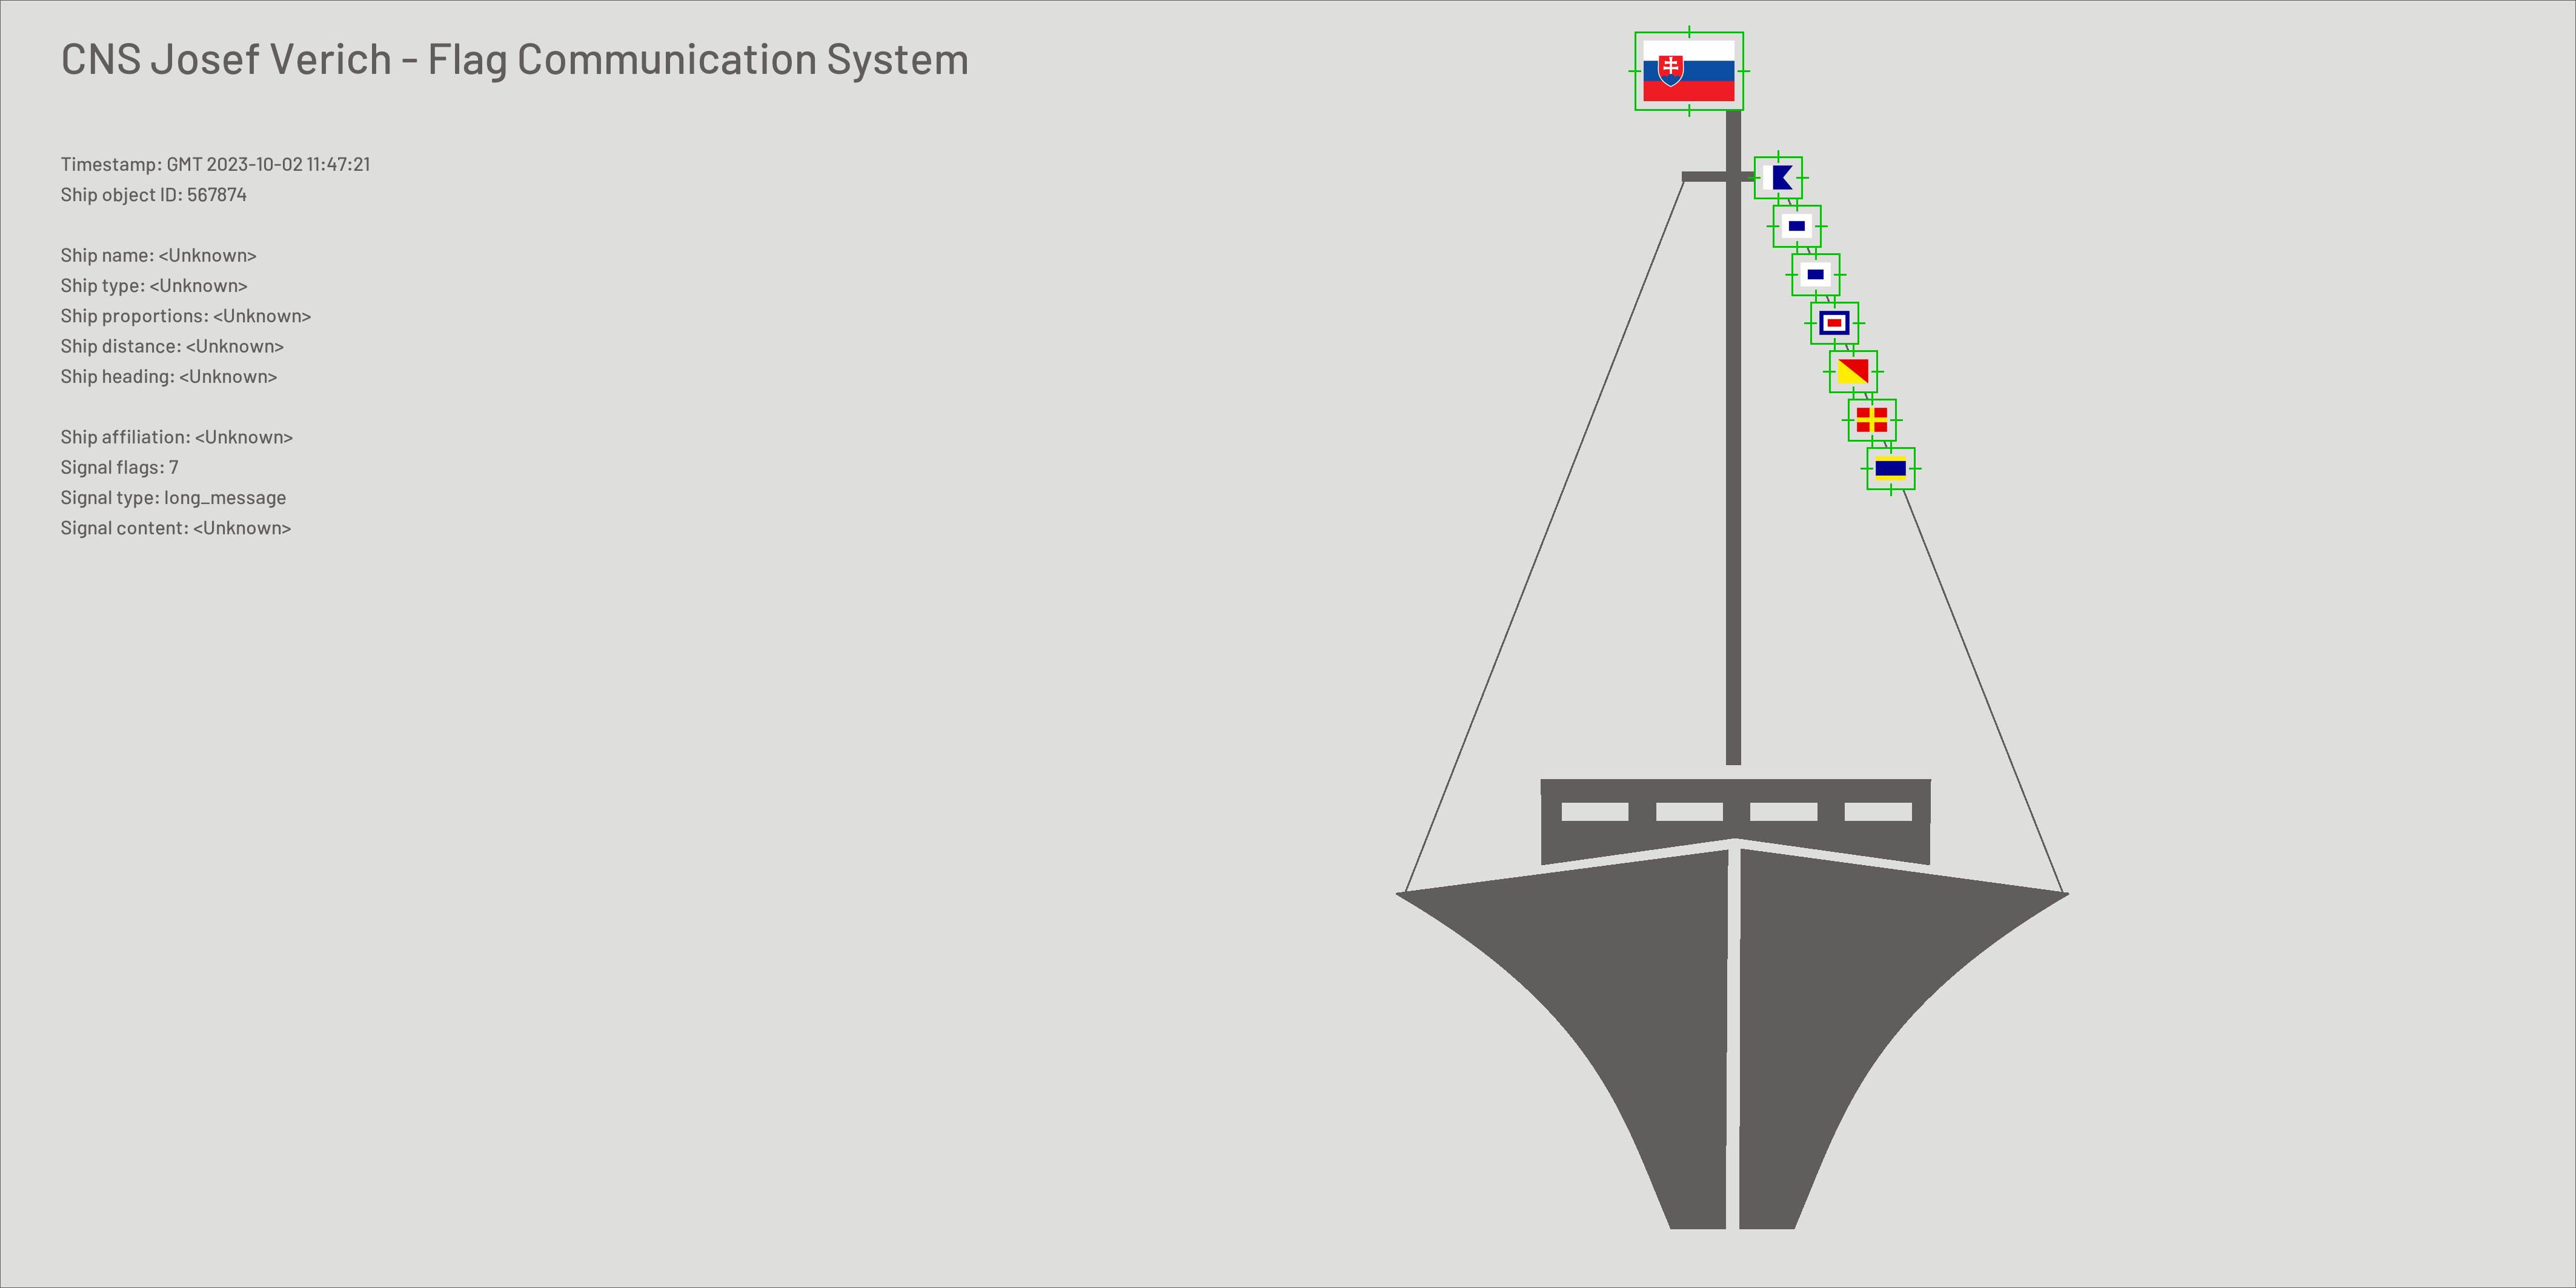 CNS Josef Verich - Flag Communication System
Timestamp: GMT 2023-10-02 11:47:21
Ship object ID: 567874
Ship name: <Unknown>
Ship type: <Unknown>
Ship proportions: <Unknown>
Ship distance: <Unknown>
Ship heading: <Unknown>
Ship affiliation: <Unknown>
Signal flags: 7
Signal type: long_message
Signal content: <Unknown>